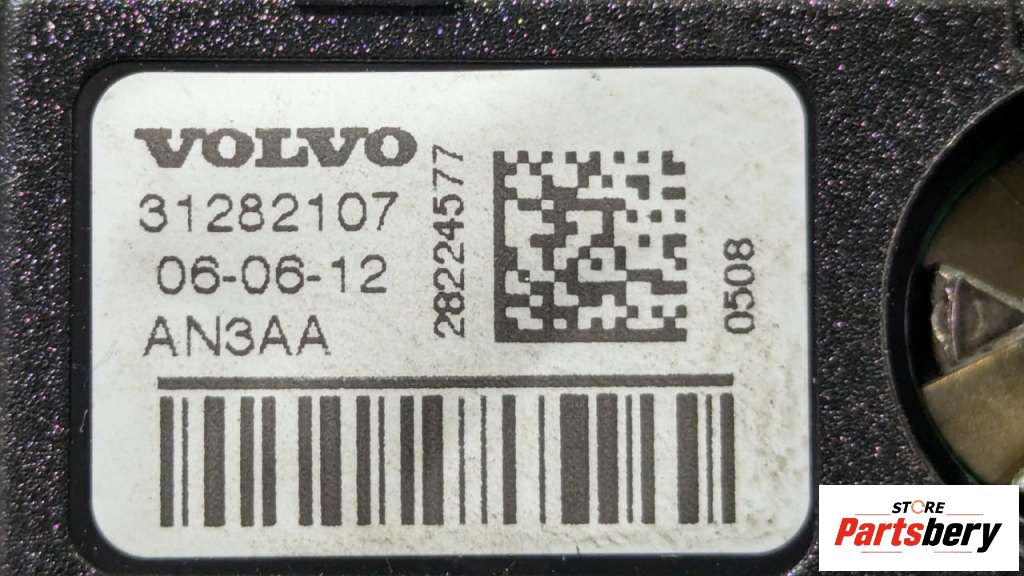 VOLVO
31282107
06-06-12
AN3AA
28224577
0508
STORE
Partsbery